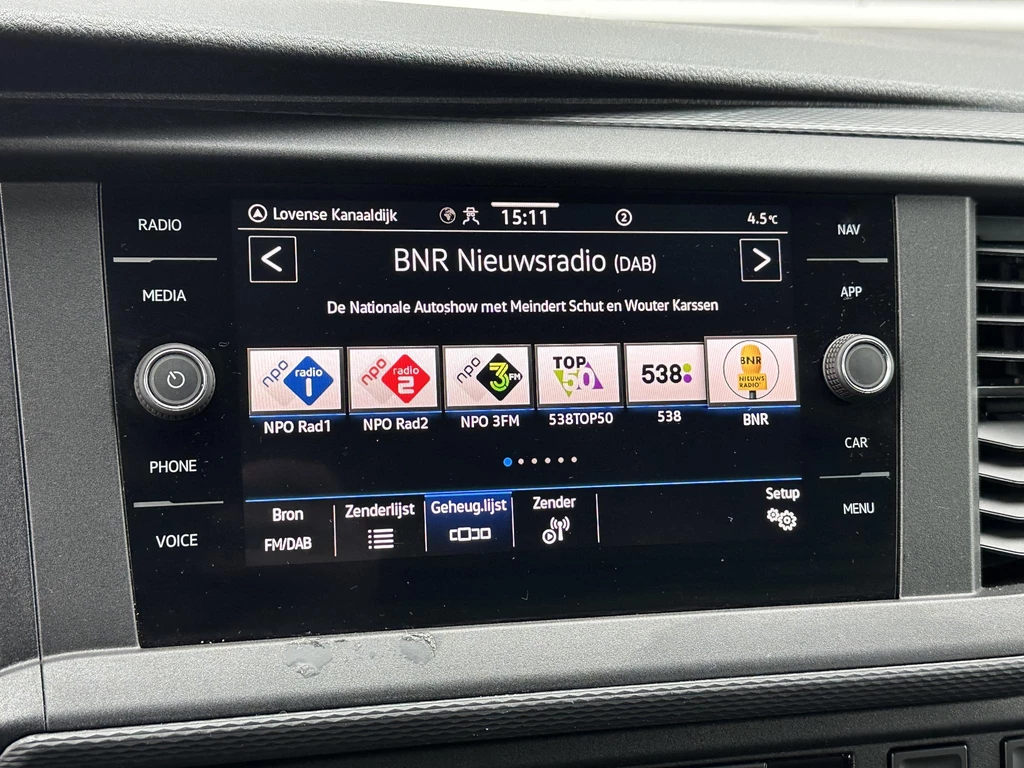 RADIO
MEDIA
PHONE
VOICE
Lovense Kanaaldijk 15:11 2 4.5°C
< BNR Nieuwsradio (DAB) >
De Nationale Autoshow met Meindert Schut en Wouter Karssen
npo radio 1
npo radio 2
npo 3FM
TOP 50
538
BNR NIEUWS RADIO
NPO Rad1 NPO Rad2 NPO 3FM 538TOP50 538 BNR
Bron Zenderlijst Geheug.lijst Zender Setup
FM/DAB
NAV
APP
CAR
MENU